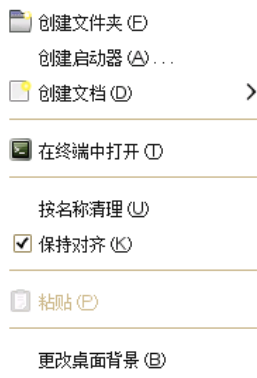 创建文件夹(F)
创建启动器(A)...
创建文档(D)
在终端中打开(T)
按名称清理(U)
保持对齐(K)
粘贴(P)
更改桌面背景(B)